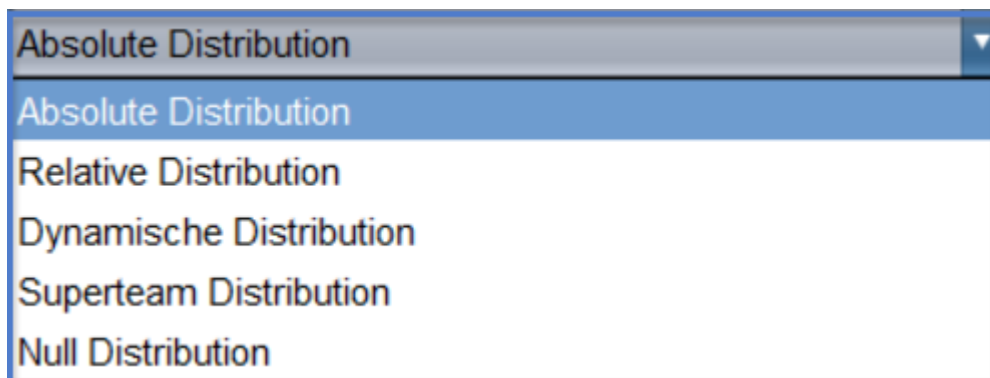 Absolute Distribution
Absolute Distribution
Relative Distribution
Dynamische Distribution
Superteam Distribution
Null Distribution